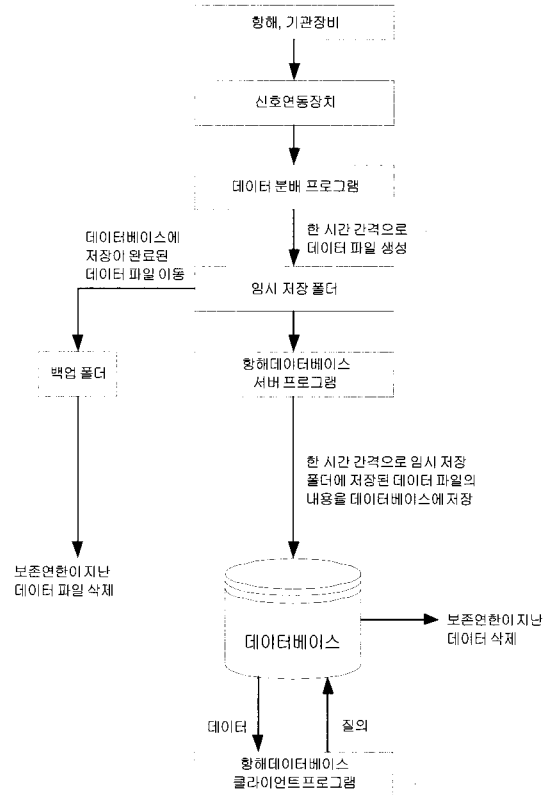 항해, 기관장비
신호연동장치
데이터 분배 프로그램
한 시간 간격으로
데이터 파일 생성
데이터베이스에
저장이 완료된
데이터 파일 이동
임시 저장 폴더
백업 폴더
항해데이터베이스
서버 프로그램
한 시간 간격으로 임시 저장
폴더에 저장된 데이터 파일의
내용을 데이터베이스에 저장
보존연한이 지난
데이터 파일 삭제
데이터베이스
보존연한이 지난
데이터 삭제
데이터
질의
항해데이터베이스
클라이언트프로그램